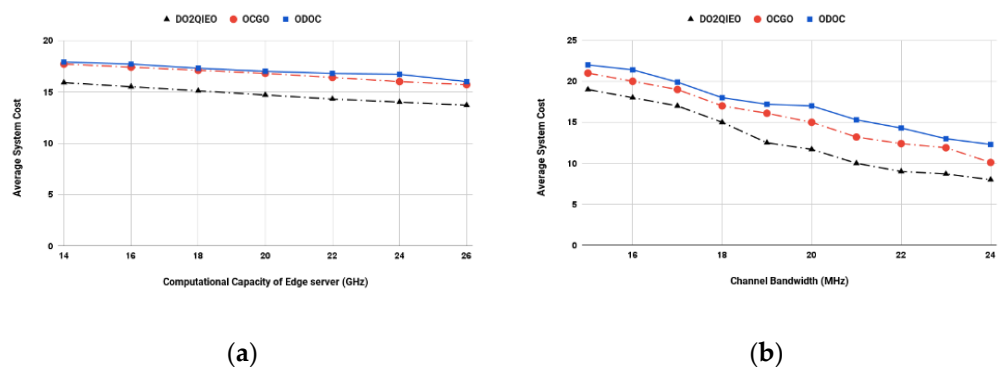 DO2QIEO OCGO ODOC
20
15
10
5
0
Average System Cost
14 16 18 20 22 24 26
Computational Capacity of Edge server (GHz)
(a)
DO2QIEO OCGO ODOC
25
20
15
10
5
0
Average System Cost
16 18 20 22 24
Channel Bandwidth (MHz)
(b)